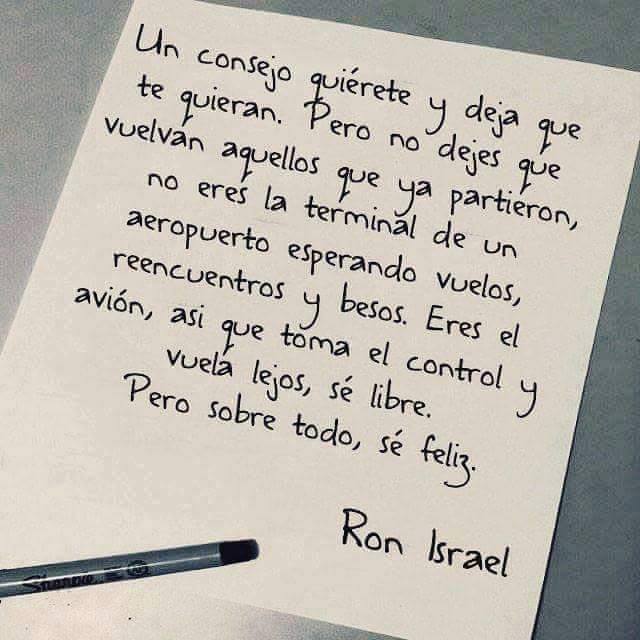 Un consejo quiérete y deja que
te quieran. Pero no dejes que
vuelvan aquellos que ya partieron,
no eres la terminal de un
aeropuerto esperando vuelos,
reencuentros y besos. Eres el
avión, asi que toma el control y
vuela lejos, sé libre.
Pero sobre todo, sé feliz.
Ron Israel
Sharpie